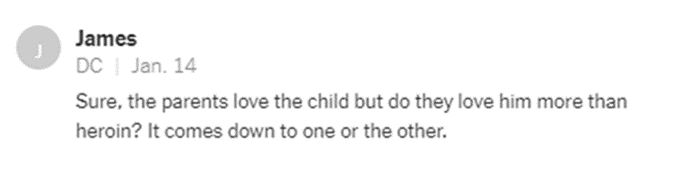 J
James
DC | Jan. 14
Sure, the parents love the child but do they love him more than
heroin? It comes down to one or the other.